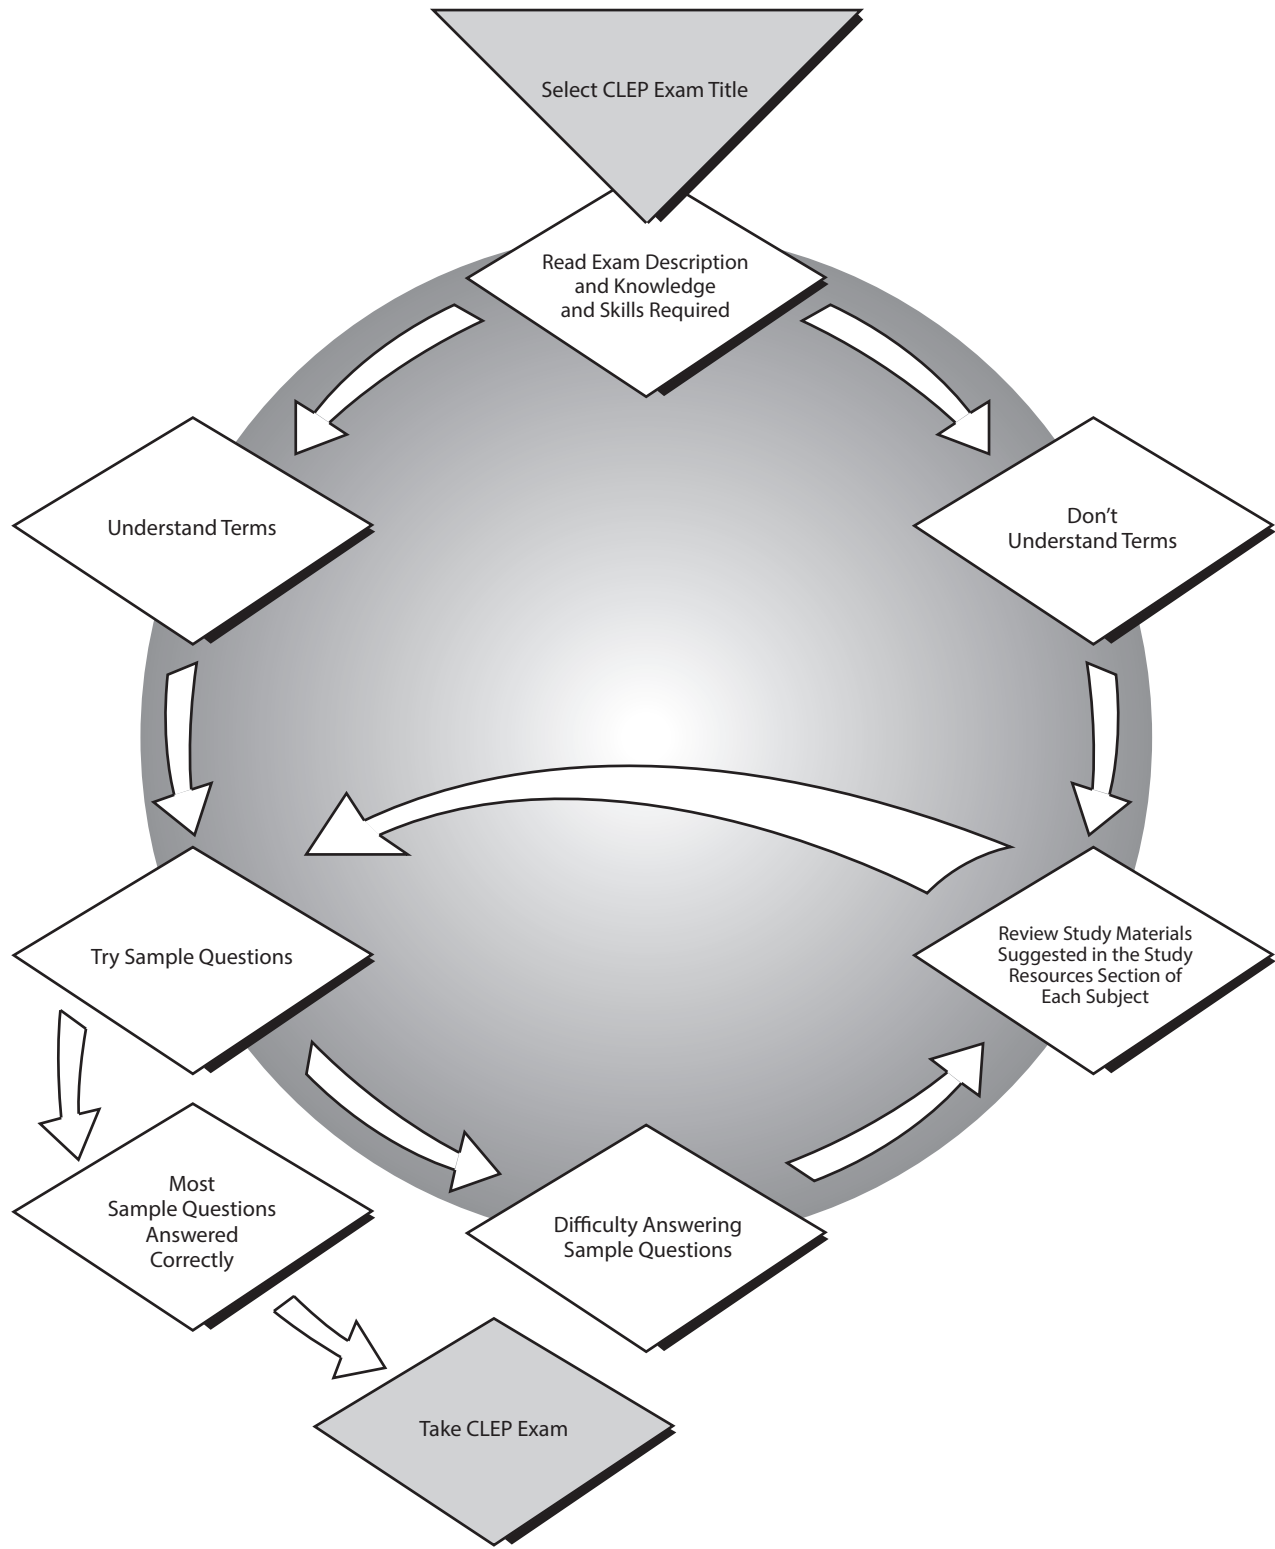 Select CLEP Exam Title
Read Exam Description
and Knowledge
and Skills Required
Understand Terms
Don’t
Understand Terms
Try Sample Questions
Review Study Materials
Suggested in the Study
Resources Section of
Each Subject
Most
Sample Questions
Answered
Correctly
Difficulty Answering
Sample Questions
Take CLEP Exam